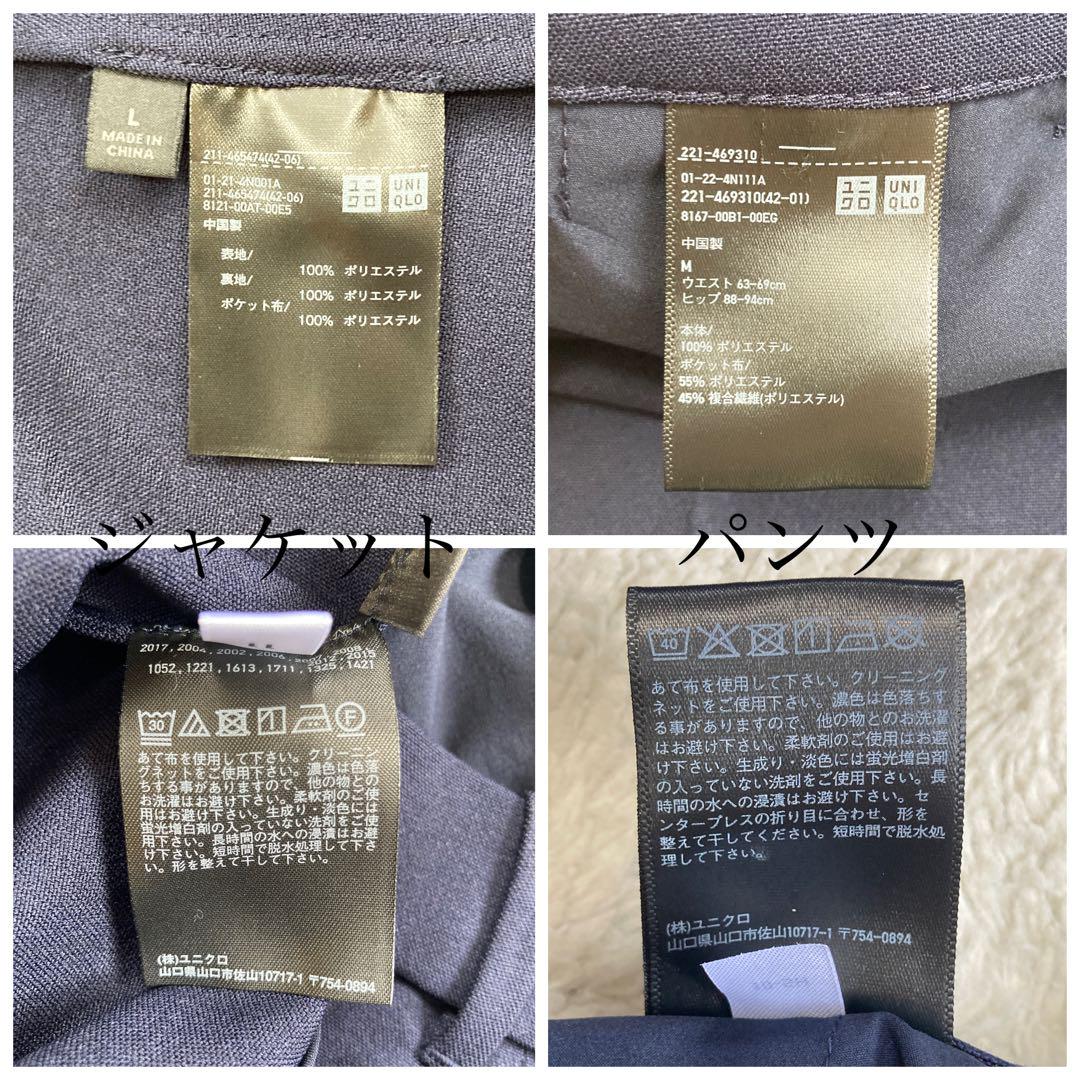 L
MADE IN
CHINA
211-465474(42-06)
01-21-4N001A
211-465474(42-06)
8121-00AT-00E5
ユニ
クロ
UNI
QLO
中国製
表地/
100% ポリエステル
裏地/
100% ポリエステル
ポケット布/
100% ポリエステル
221-469310
01-22-4N111A
221-469310(42-01)
8167-00B1-00EG
ユニ
クロ
UNI
QLO
中国製
M
ウエスト 63-69cm
ヒップ 88-94cm
本体/
100% ポリエステル
ポケット布/
55% ポリエステル
45% 複合繊維(ポリエステル)
ジャケット
パンツ
2017, 2004, 2002, 2006, 2008
2012, 2015
1052, 1221, 1613, 1711, 1325, 1421
30
F
あて布を使用して下さい。クリーニン
グネットをご使用下さい。濃色は色落
ちする事がありますので、他の物との
お洗濯はお避け下さい。柔軟剤のご使
用はお避け下さい。生成り・淡色には
蛍光増白剤の入っていない洗剤をご使
用下さい。長時間の水への浸漬はお避け
下さい。短時間で脱水処理して下さ
い。形を整えて干して下さい。
(株)ユニクロ
山口県山口市佐山10717-1 〒754-0894
40
あて布を使用して下さい。クリーニング
ネットをご使用下さい。濃色は色落ちす
る事がありますので、他の物とのお洗濯
はお避け下さい。柔軟剤のご使用はお避
け下さい。生成り・淡色には蛍光増白剤
の入っていない洗剤をご使用下さい。長
時間の水への浸漬はお避け下さい。セ
ンタープレスの折り目に合わせ、形を
整えて干してください。短時間で脱水処
理して下さい。
(株)ユニクロ
山口県山口市佐山10717-1 〒754-0894